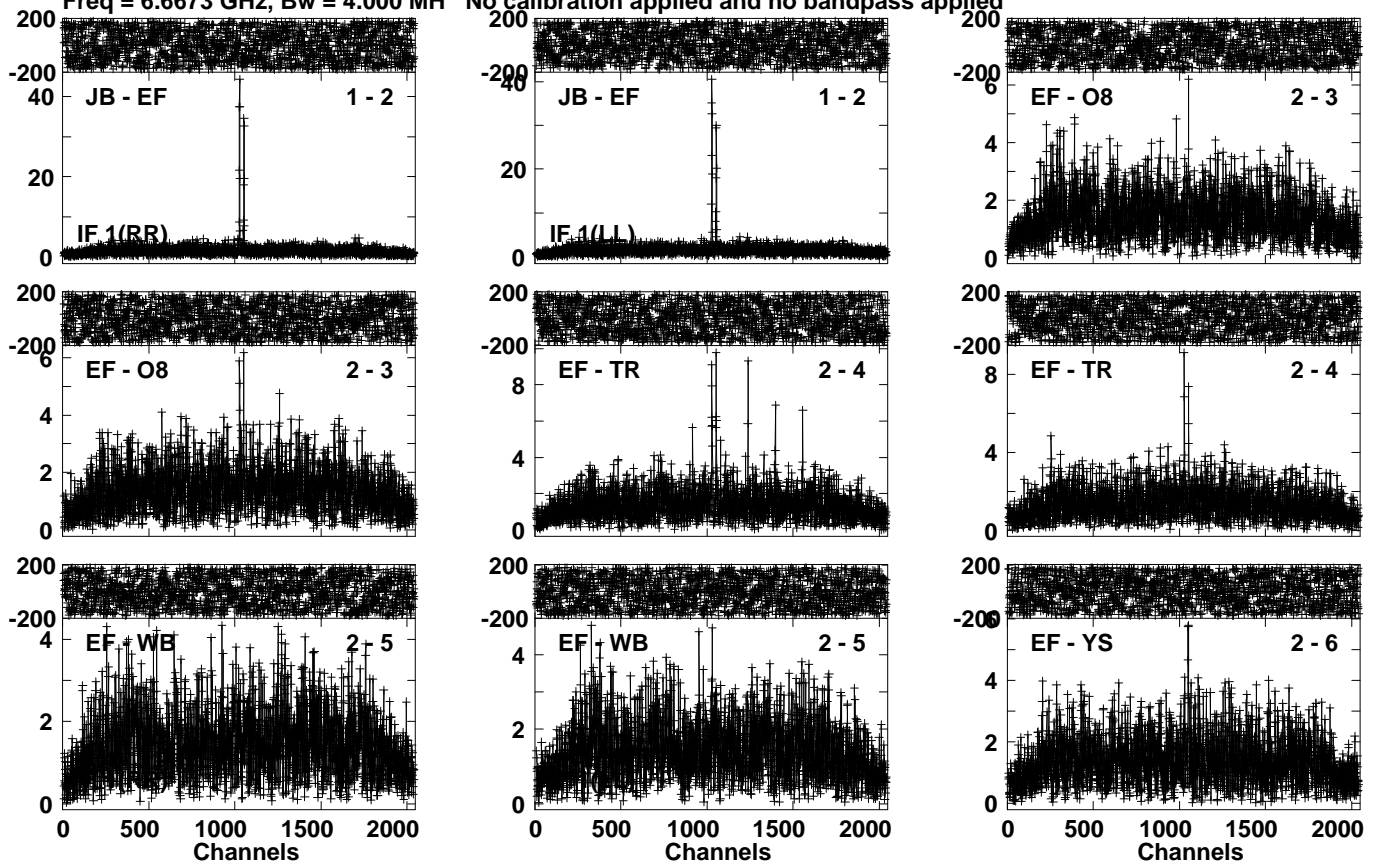 Freq = 6.6673 GHz, Bw = 4.000 MH No calibration applied and no bandpass applied
200 200 200
-200 -200 -200
JB - EF 1 - 2 JB - EF 1 - 2 EF - O8 2 - 3
40 40 6
20 20 4
2
IF 1(RR) IF 1(LL)
0 0 0
200 200 200
-200 -200 -200
EF - O8 2 - 3 EF - TR 2 - 4 EF - TR 2 - 4
6 8 8
4 4 4
2
0 0 0
200 200 200
-200 -200 -200
EF - WB 2 - 5 EF - WB 2 - 5 EF - YS 2 - 6
4 4 6
2 2 4
2
0 0 0
0 500 1000 1500 2000 0 500 1000 1500 2000 0 500 1000 1500 2000
Channels Channels Channels